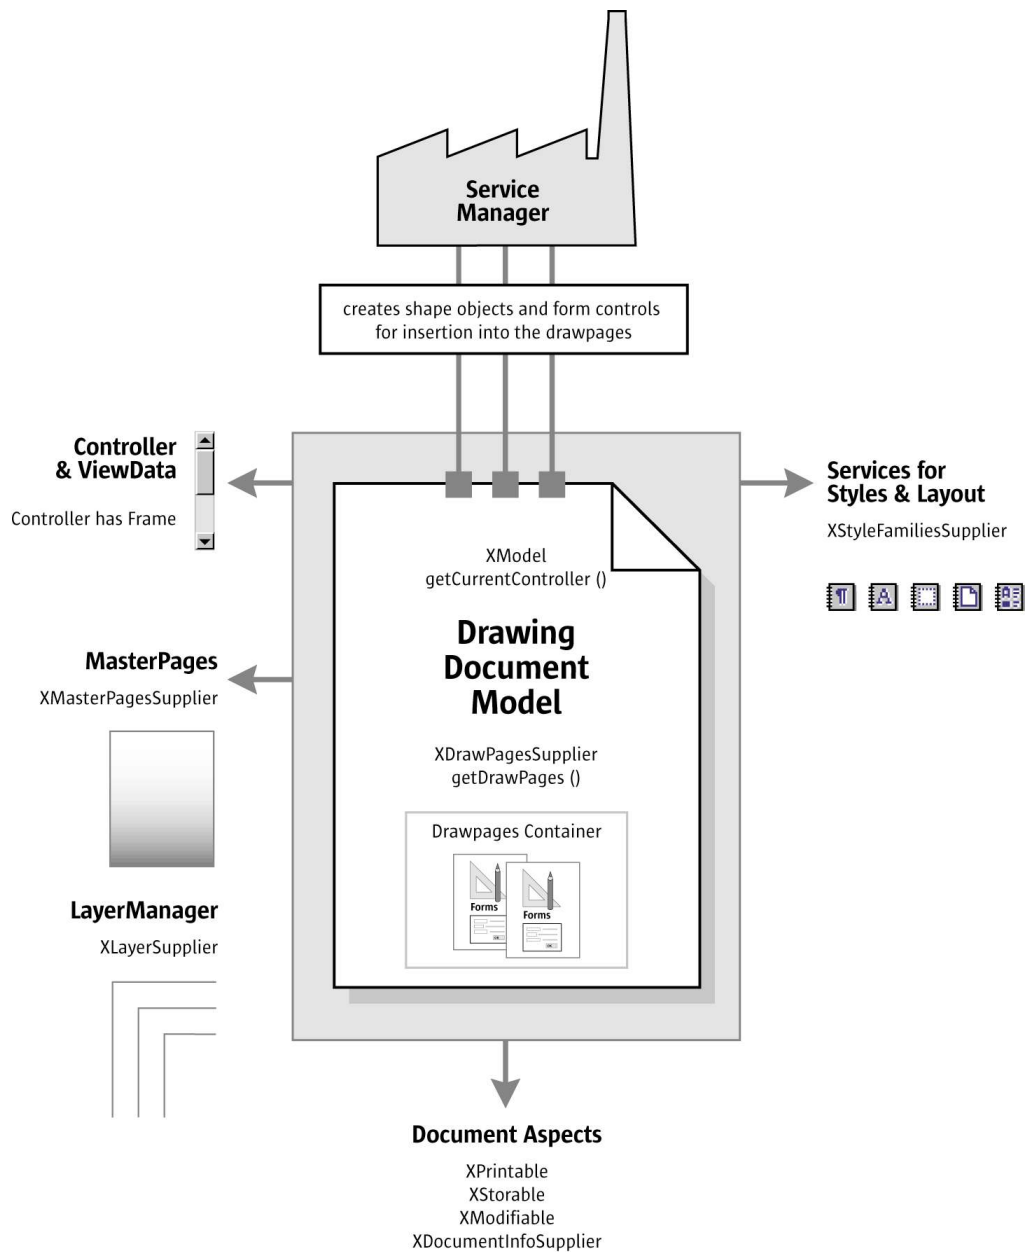 Service
Manager
creates shape objects and form controls
for insertion into the drawpages
Controller
& ViewData
Controller has Frame
Services for
Styles & Layout
XStyleFamiliesSupplier
XModel
getCurrentController ()
Drawing
Document
Model
MasterPages
XMasterPagesSupplier
XDrawPagesSupplier
getDrawPages ()
Drawpages Container
Forms
Forms
LayerManager
XLayerSupplier
Document Aspects
XPrintable
XStorable
XModifiable
XDocumentInfoSupplier